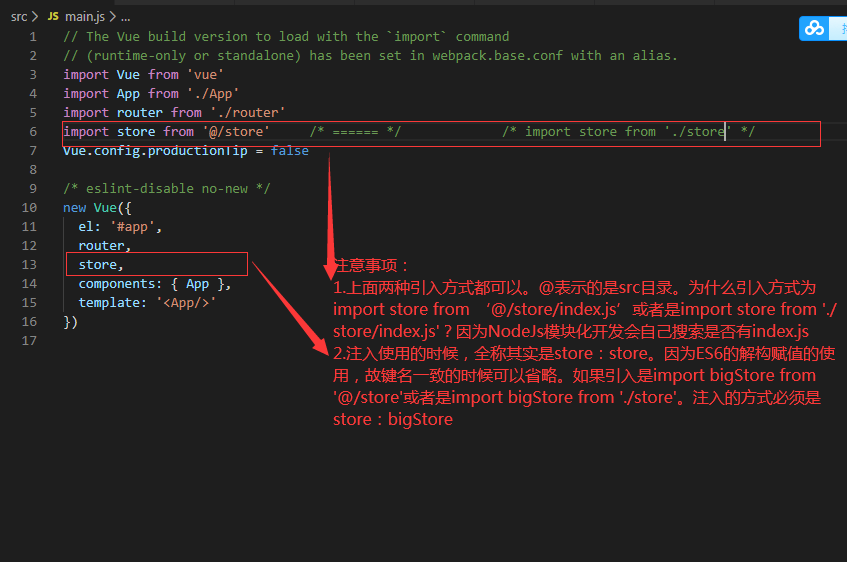 src > JS main.js > ...
1 // The Vue build version to load with the `import` command
2 // (runtime-only or standalone) has been set in webpack.base.conf with an alias.
3 import Vue from 'vue'
4 import App from './App'
5 import router from './router'
6 import store from '@/store' /* ====== */ /* import store from './store' */
7 Vue.config.productionTip = false
8
9 /* eslint-disable no-new */
10 new Vue({
11 el: '#app',
12 router,
13 store,
14 components: { App },
15 template: '<App/>'
16 })
17
注意事项：
1.上面两种引入方式都可以。@表示的是src目录。为什么引入方式为
import store from ‘@/store/index.js’或者是import store from './
store/index.js'？因为NodeJs模块化开发会自己搜索是否有index.js
2.注入使用的时候，全称其实是store：store。因为ES6的解构赋值的使
用，故键名一致的时候可以省略。如果引入是import bigStore from
'@/store'或者是import bigStore from './store'。注入的方式必须是
store：bigStore